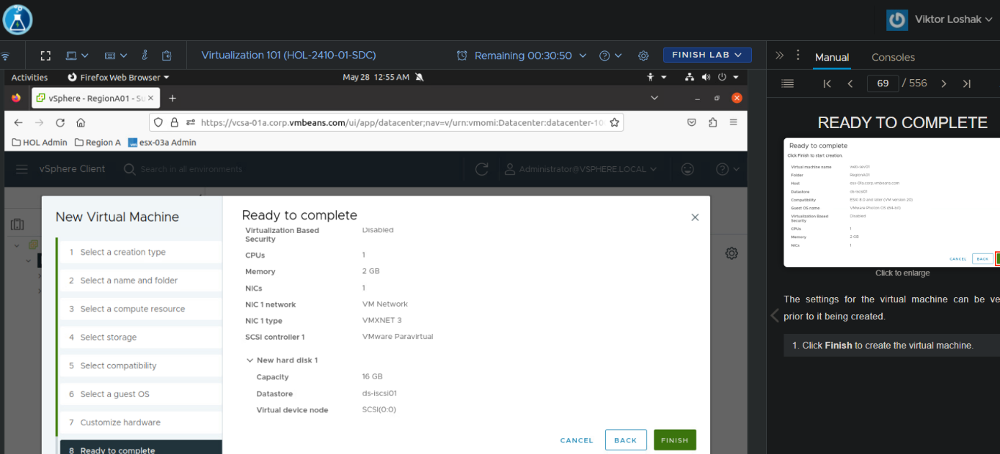 Viktor Loshak
Virtualization 101 (HOL-2410-01-SDC)
Remaining 00:30:50
FINISH LAB
Manual
Consoles
Activities
Firefox Web Browser
May 28 12:55 AM
69 / 556
vSphere - RegionA01 - Su
https://vcsa-01a.corp.vmbeans.com/ui/app/datacenter;nav=v/urn:vmomi:Datacenter:datacenter-10
HOL Admin
Region A
esx-03a Admin
vSphere Client
Search in all environments
Administrator@VSPHERE.LOCAL
New Virtual Machine
1 Select a creation type
2 Select a name and folder
3 Select a compute resource
4 Select storage
5 Select compatibility
6 Select a guest OS
7 Customize hardware
8 Ready to complete
Ready to complete
Virtualization Based Disabled
Security
CPUs 1
Memory 2 GB
NICs 1
NIC 1 network VM Network
NIC 1 type VMXNET 3
SCSI controller 1 VMware Paravirtual
New hard disk 1
Capacity 16 GB
Datastore ds-iscsi01
Virtual device node SCSI(0:0)
CANCEL
BACK
FINISH
READY TO COMPLETE
Ready to complete
Click Finish to start creation.
Virtual machine name web-serv01
Folder RegionA01
Host esx-01a.corp.vmbeans.com
Datastore ds-iscsi01
Compatibility ESXi 8.0 and later (VM version 20)
Guest OS name VMware Photon OS (64-bit)
Virtualization Based Disabled
Security
CPUs 1
Memory 2 GB
NICs 1
CANCEL
BACK
Click to enlarge
The settings for the virtual machine can be ve
prior to it being created.
1. Click Finish to create the virtual machine.